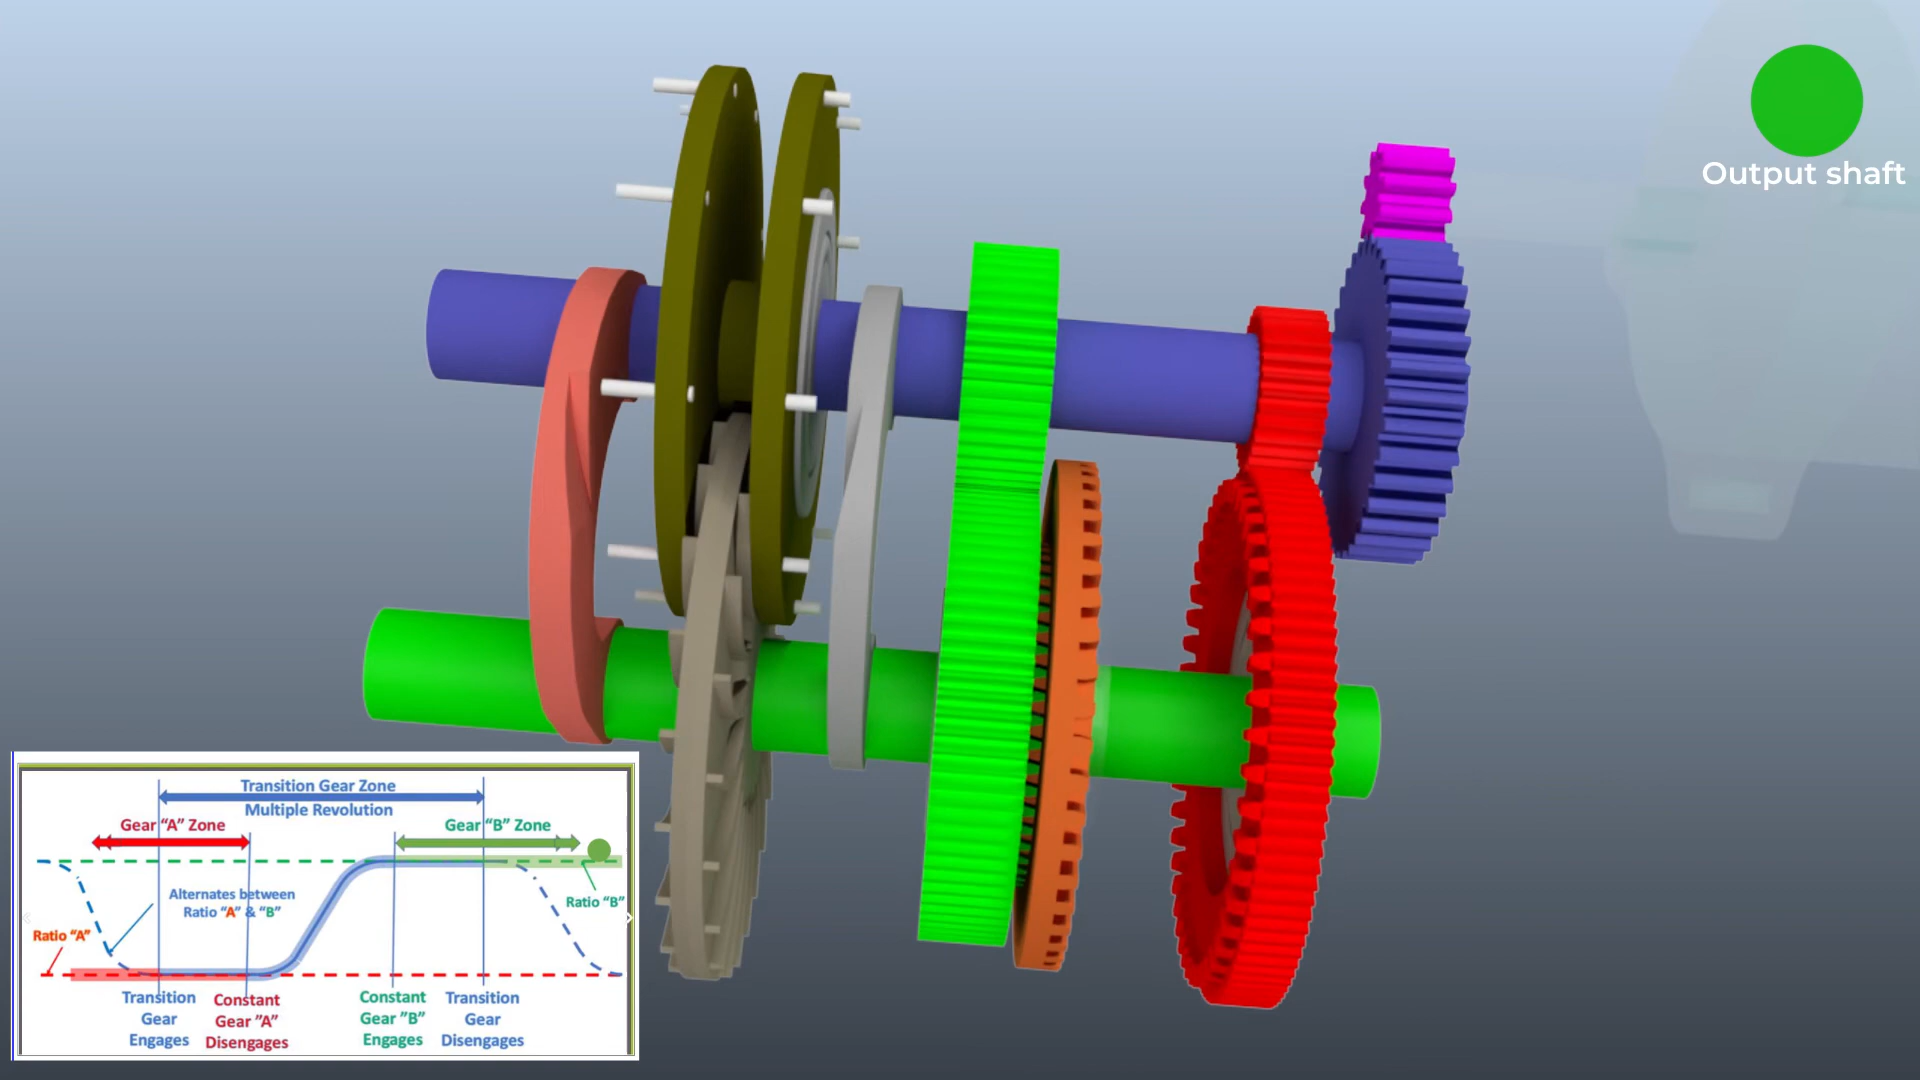 Output shaft
Transition Gear Zone
Multiple Revolution
Gear “A” Zone
Gear “B” Zone
Alternates between
Ratio “A” & “B”
Ratio “B”
Ratio “A”
Transition
Gear
Engages
Constant
Gear ”A”
Disengages
Constant
Gear ”B”
Engages
Transition
Gear
Disengages